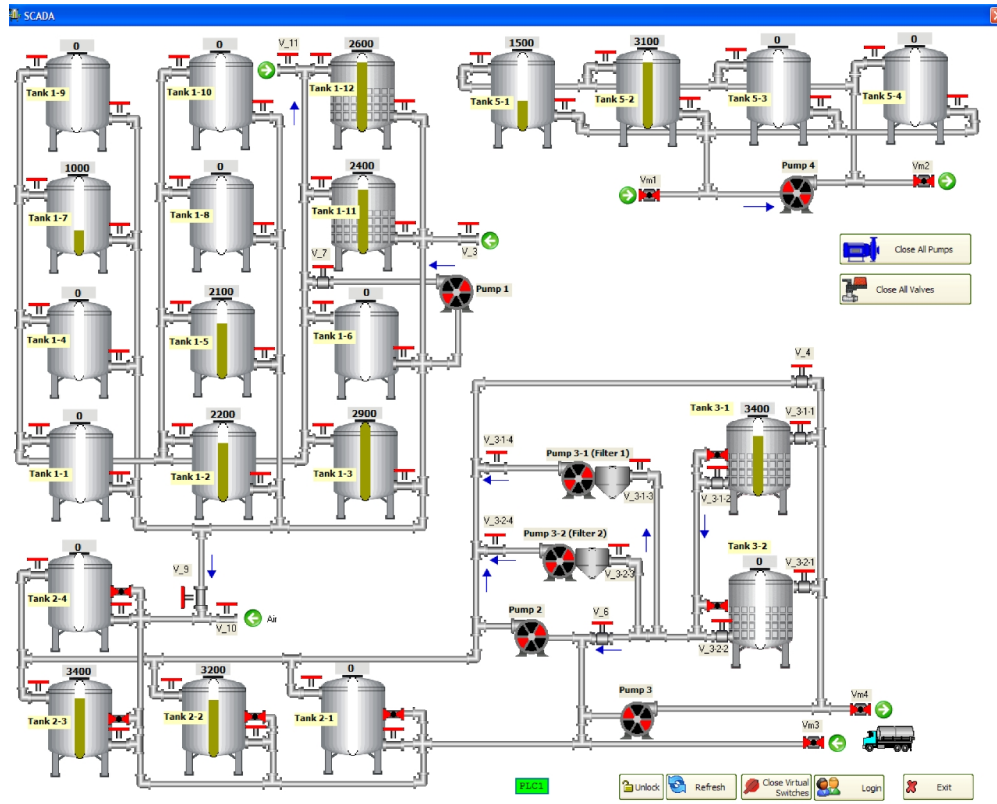 SCADA
0
Tank 1-9
0
Tank 1-10
V_11
2600
Tank 1-12
1500
Tank 5-1
3100
Tank 5-2
0
Tank 5-3
0
Tank 5-4
1000
Tank 1-7
0
Tank 1-8
2400
Tank 1-11
V_3
Vm1
Pump 4
Vm2
Close All Pumps
Close All Valves
V_7
Pump 1
0
Tank 1-4
2100
Tank 1-5
0
Tank 1-6
0
Tank 1-1
2200
Tank 1-2
2900
Tank 1-3
V_4
Tank 3-1
3400
V_3-1-1
V_3-1-2
V_3-1-4
Pump 3-1 (Filter 1)
V_3-1-3
V_3-2-4
Pump 3-2 (Filter 2)
V_3-2-3
Tank 3-2
0
V_3-2-1
V_3-2-2
0
Tank 2-4
V_9
V_10
Air
Pump 2
V_6
3400
Tank 2-3
3200
Tank 2-2
0
Tank 2-1
Pump 3
Vm4
Vm3
PLC1
Unlock
Refresh
Close Virtual
Switches
Login
Exit